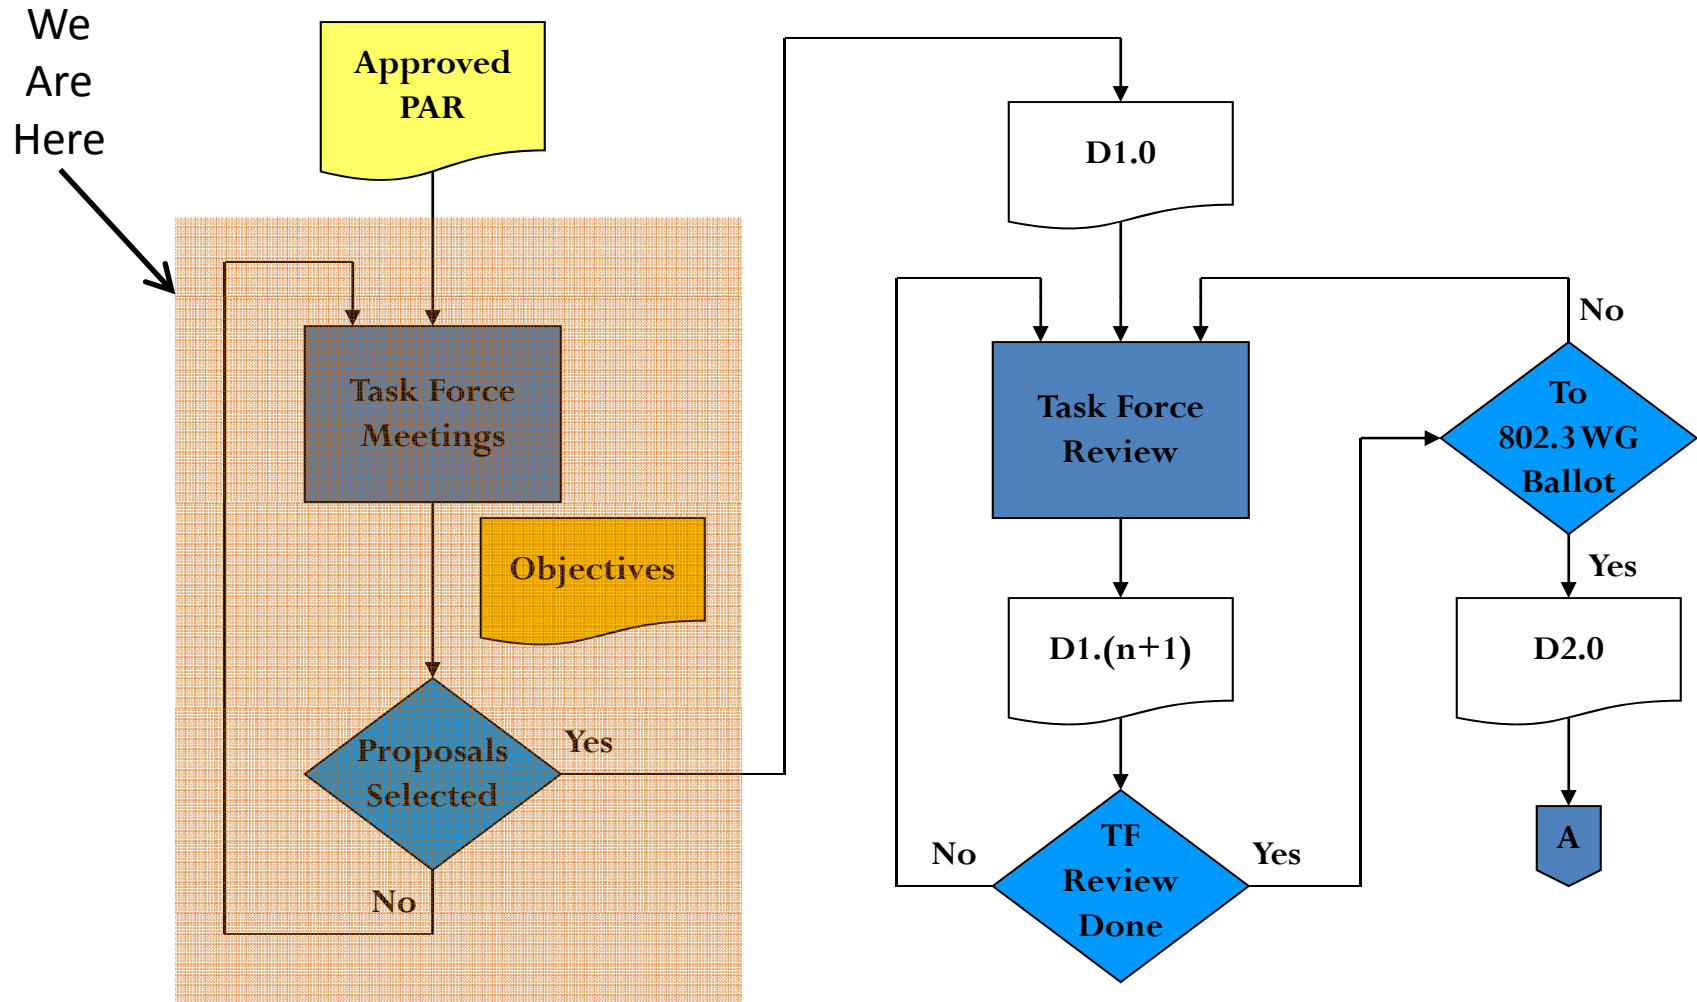 We
Are
Here
Approved
PAR
Task Force
Meetings
Objectives
Proposals
Selected
Yes
No
D1.0
Task Force
Review
D1.(n+1)
TF
Review
Done
No
Yes
To
802.3 WG
Ballot
No
Yes
D2.0
A